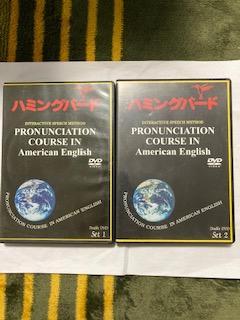 ハミングバード
INTERACTIVE SPEECH METHOD
PRONUNCIATION
COURSE IN
American English
DVD
VIDEO
PRONUNCIATION COURSE IN AMERICAN ENGLISH
Set 1
ハミングバード
INTERACTIVE SPEECH METHOD
PRONUNCIATION
COURSE IN
American English
DVD
VIDEO
PRONUNCIATION COURSE IN AMERICAN ENGLISH
Set 2